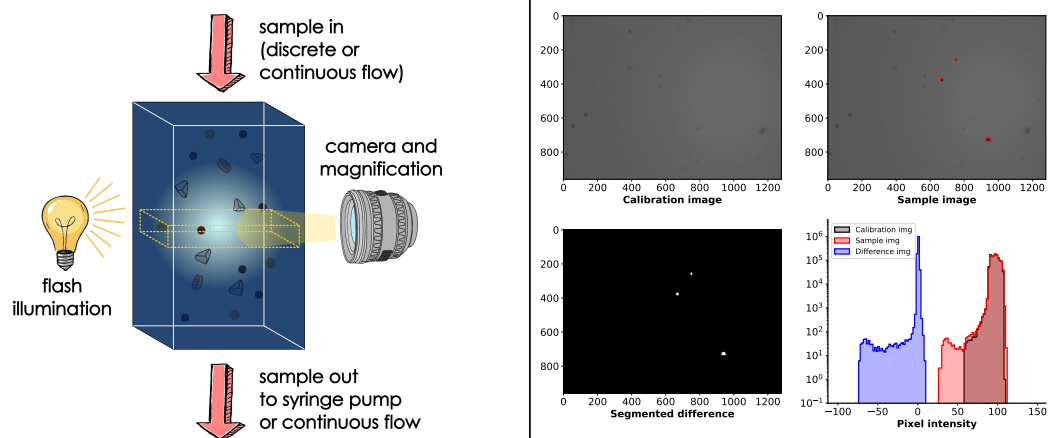 sample in
(discrete or
continuous flow)
camera and
magnification
flash
illumination
sample out
to syringe pump
or continuous flow
0
200
400
600
800
0 200 400 600 800 1000 1200
Calibration image
0
200
400
600
800
0 200 400 600 800 1000 1200
Sample image
0
200
400
600
800
0 200 400 600 800 1000 1200
Segmented difference
Calibration img
Sample img
Difference img
10⁶
10⁵
10⁴
10³
10²
10¹
10⁰
10⁻¹
−100 −50 0 50 100 150
Pixel intensity